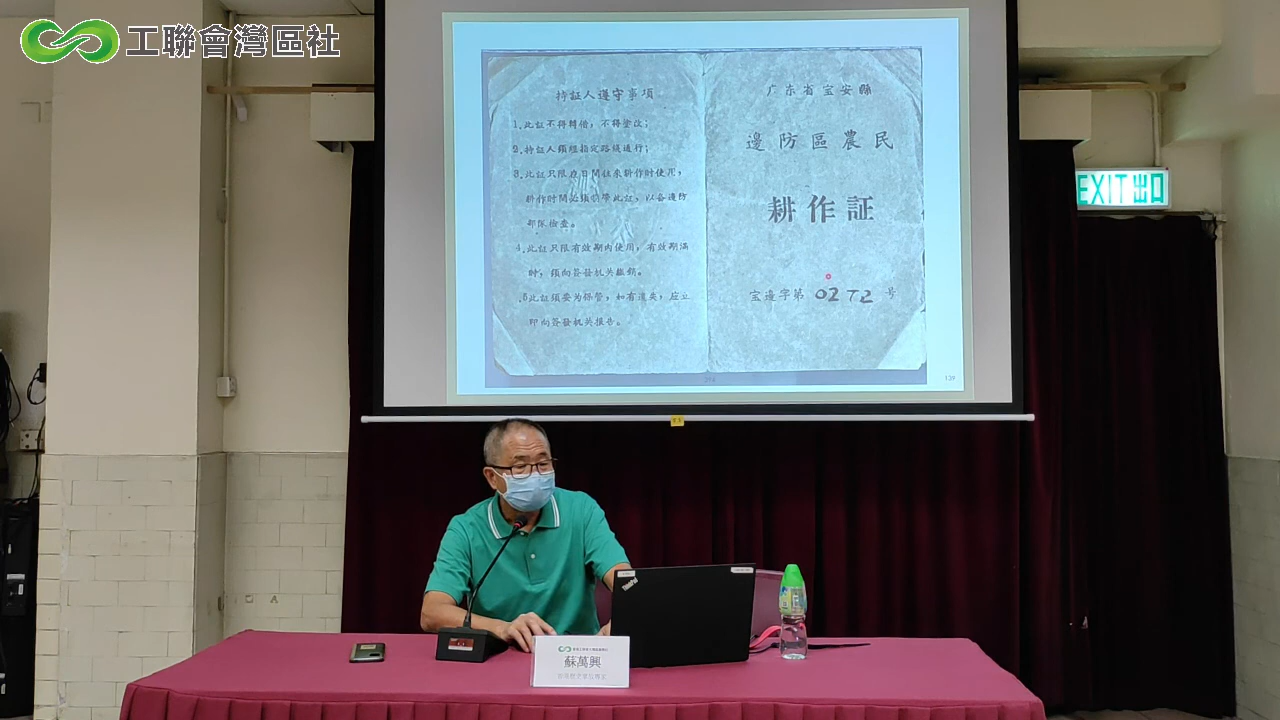 工聯會灣區社
持証人遵守事項
1.此証不得轉借，不得塗改；
2.持証人須經指定路綫通行；
3.此証只限在日間往來耕作時使用，
耕作時間必須携帶此証，以备邊防
部隊檢查。
4.此証只限有效期内使用，有效期滿
時，須向簽發机关繳銷。
5此証須妥为保管，如有遺失，应立
即向簽發机关报告。
广东省宝安縣
邊防區農民
耕作証
宝邊字第 0272 号
139
EXIT 出口
ThinkPad
蘇萬興